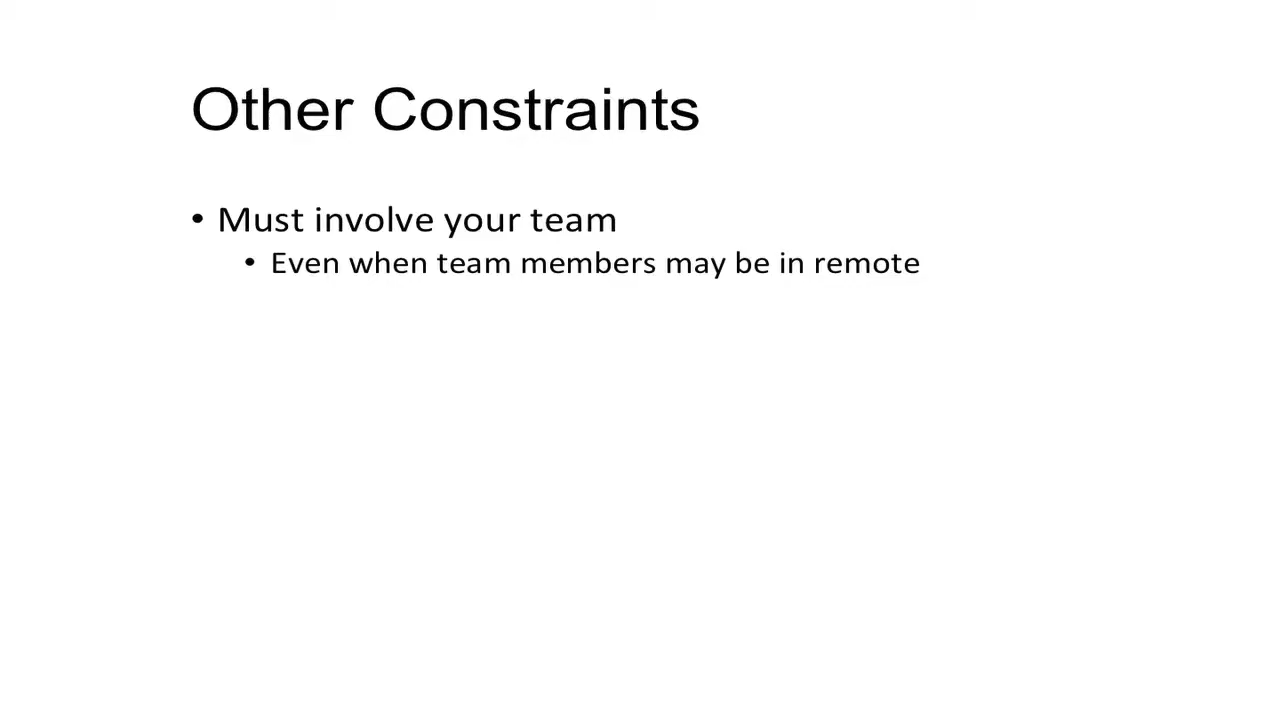 Other Constraints
• Must involve your team
• Even when team members may be in remote